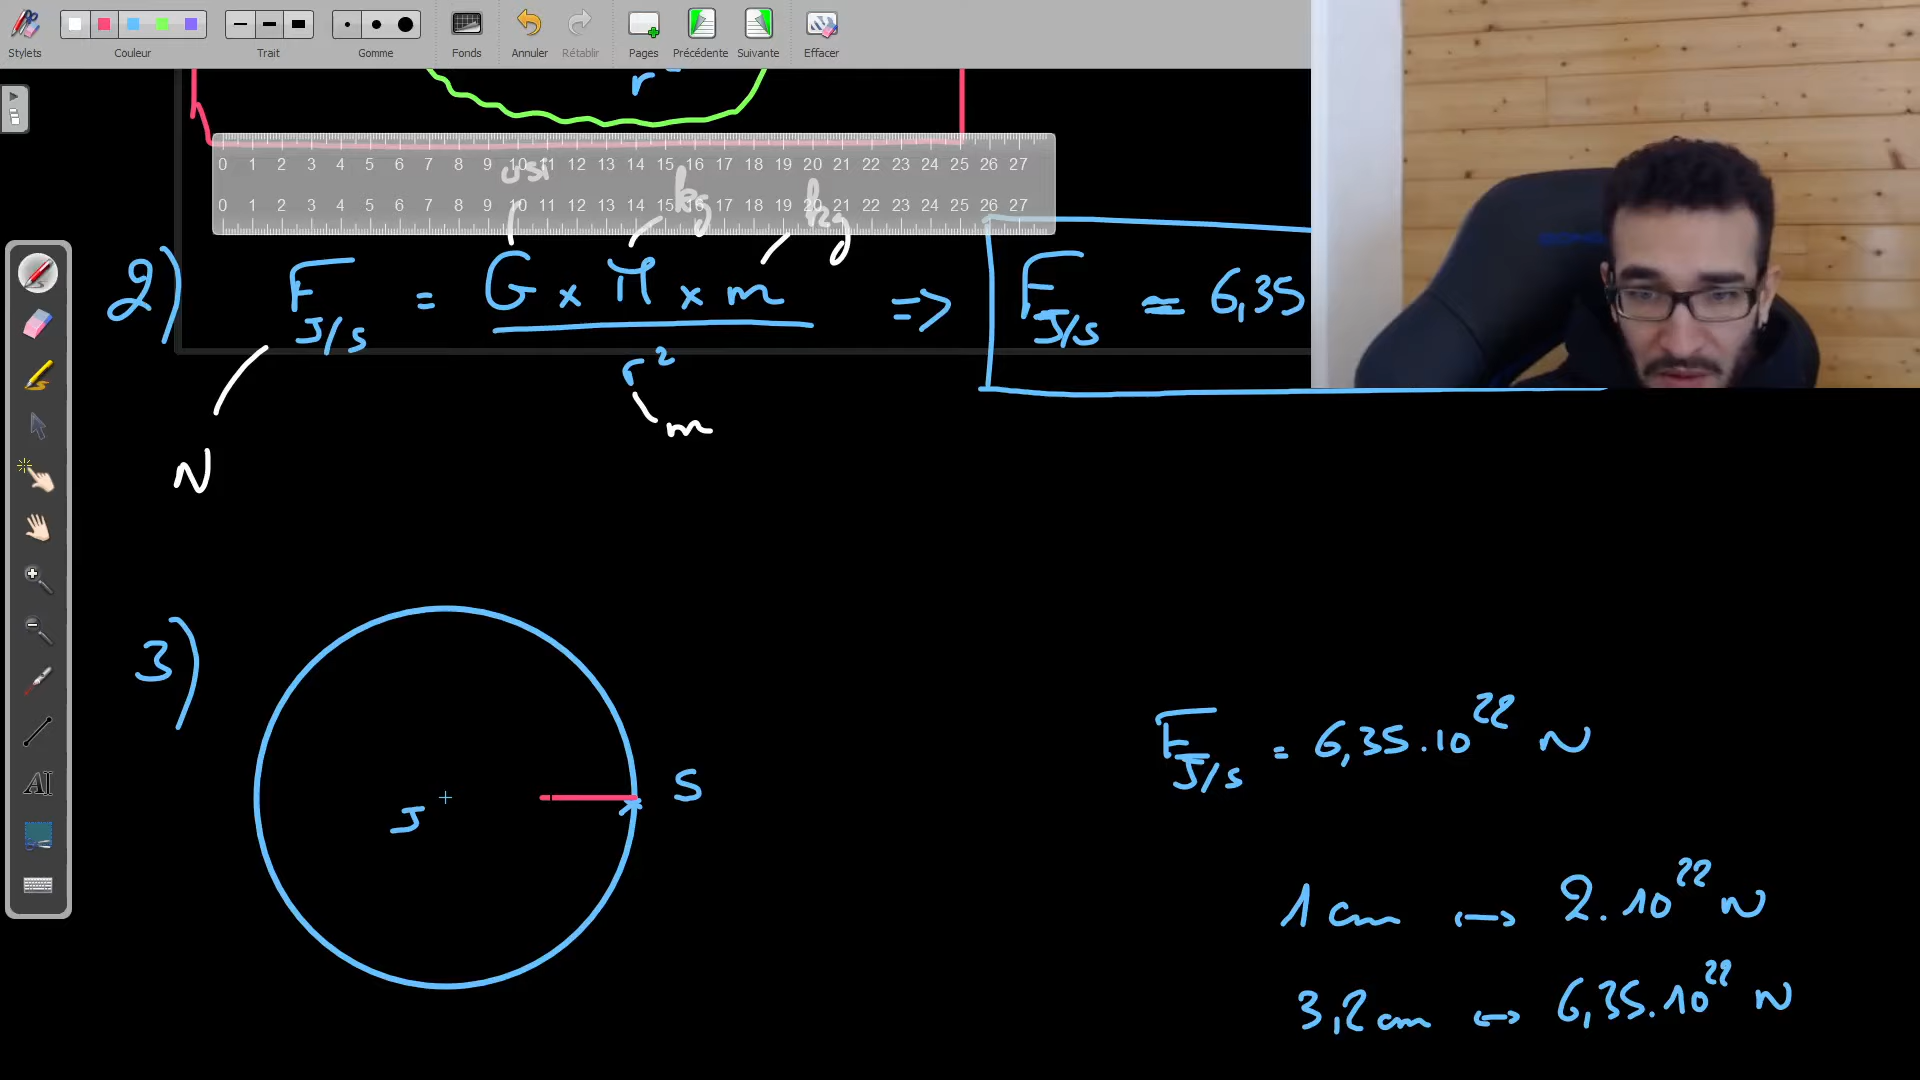 Stylets Couleur Trait Gomme Fonds Annuler Rétablir Pages Précédente Suivante Effacer
r²
0 1 2 3 4 5 6 7 8 9 10 11 12 13 14 15 16 17 18 19 20 21 22 23 24 25 26 27
usi kg kg
0 1 2 3 4 5 6 7 8 9 10 11 12 13 14 15 16 17 18 19 20 21 22 23 24 25 26 27
2) F J/S = G x M x m / r² => F J/S ≃ 6,35
m
N
3)
J S
F J/S = 6,35.10²² N
1 cm ↔ 2.10²² N
3,2 cm ↔ 6,35.10²² N